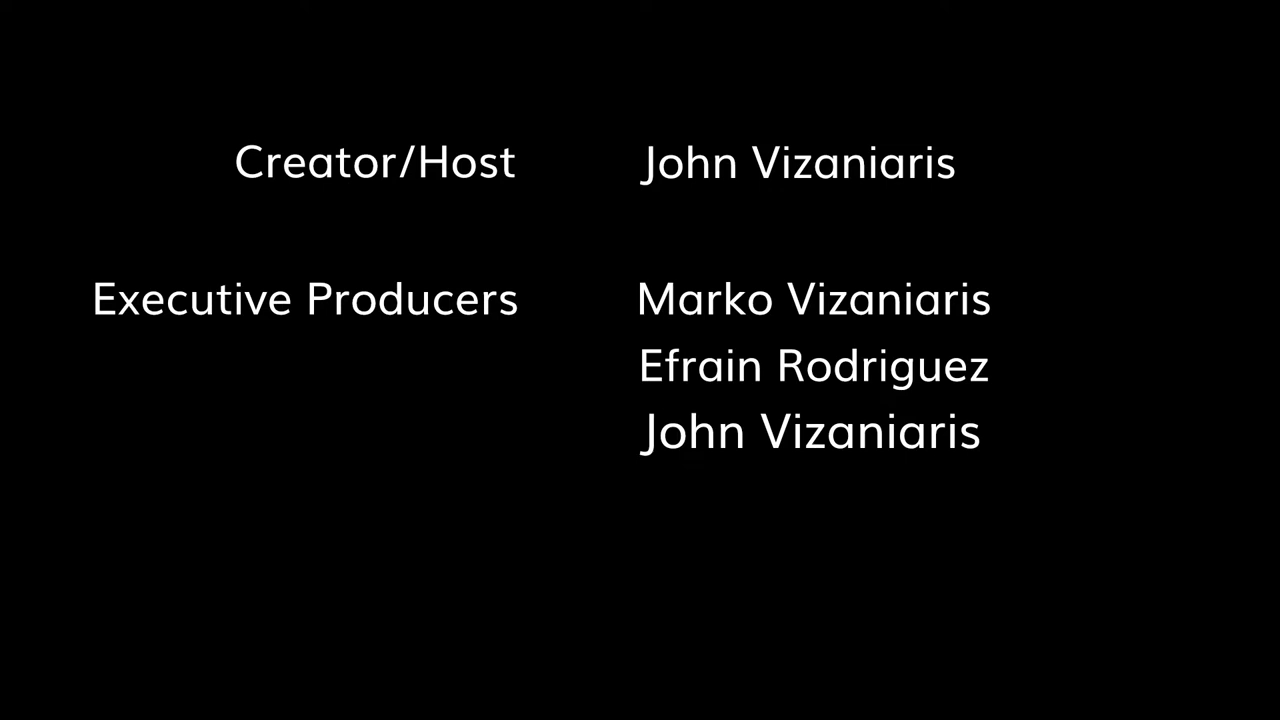 Creator/Host John Vizaniaris
Executive Producers Marko Vizaniaris
Efrain Rodriguez
John Vizaniaris